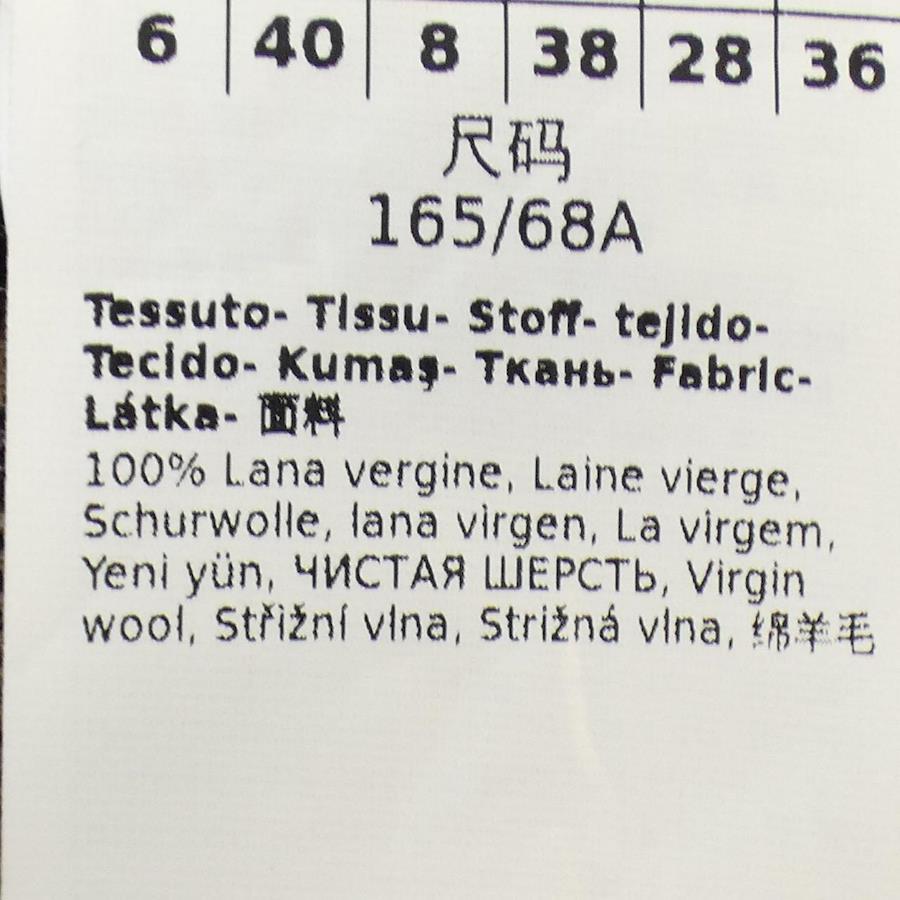 6 40 8 38 28 36
尺码
165/68A
Tessuto- Tissu- Stoff- tejido-
Tecido- Kumaş- Ткань- Fabric-
Látka- 面料
100% Lana vergine, Laine vierge,
Schurwolle, lana virgen, La virgem,
Yeni yün, ЧИСТАЯ ШЕРСТЬ, Virgin
wool, Střižní vlna, Strižná vlna, 绵羊毛